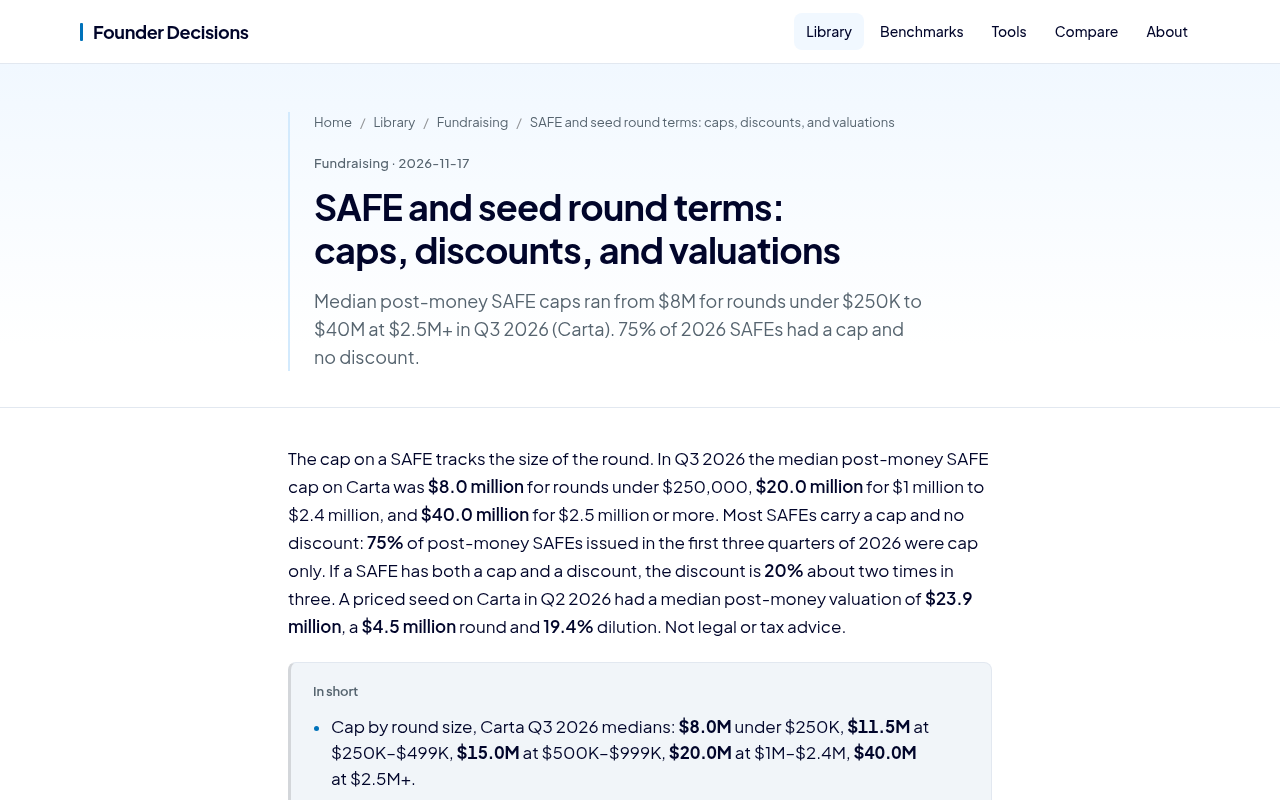 Founder Decisions
Library Benchmarks Tools Compare About
Home / Library / Fundraising / SAFE and seed round terms: caps, discounts, and valuations
Fundraising · 2026-11-17
SAFE and seed round terms:
caps, discounts, and valuations
Median post-money SAFE caps ran from $8M for rounds under $250K to
$40M at $2.5M+ in Q3 2026 (Carta). 75% of 2026 SAFEs had a cap and
no discount.
The cap on a SAFE tracks the size of the round. In Q3 2026 the median post-money SAFE
cap on Carta was $8.0 million for rounds under $250,000, $20.0 million for $1 million to
$2.4 million, and $40.0 million for $2.5 million or more. Most SAFEs carry a cap and no
discount: 75% of post-money SAFEs issued in the first three quarters of 2026 were cap
only. If a SAFE has both a cap and a discount, the discount is 20% about two times in
three. A priced seed on Carta in Q2 2026 had a median post-money valuation of $23.9
million, a $4.5 million round and 19.4% dilution. Not legal or tax advice.
In short
• Cap by round size, Carta Q3 2026 medians: $8.0M under $250K, $11.5M at
$250K–$499K, $15.0M at $500K–$999K, $20.0M at $1M–$2.4M, $40.0M
at $2.5M+.